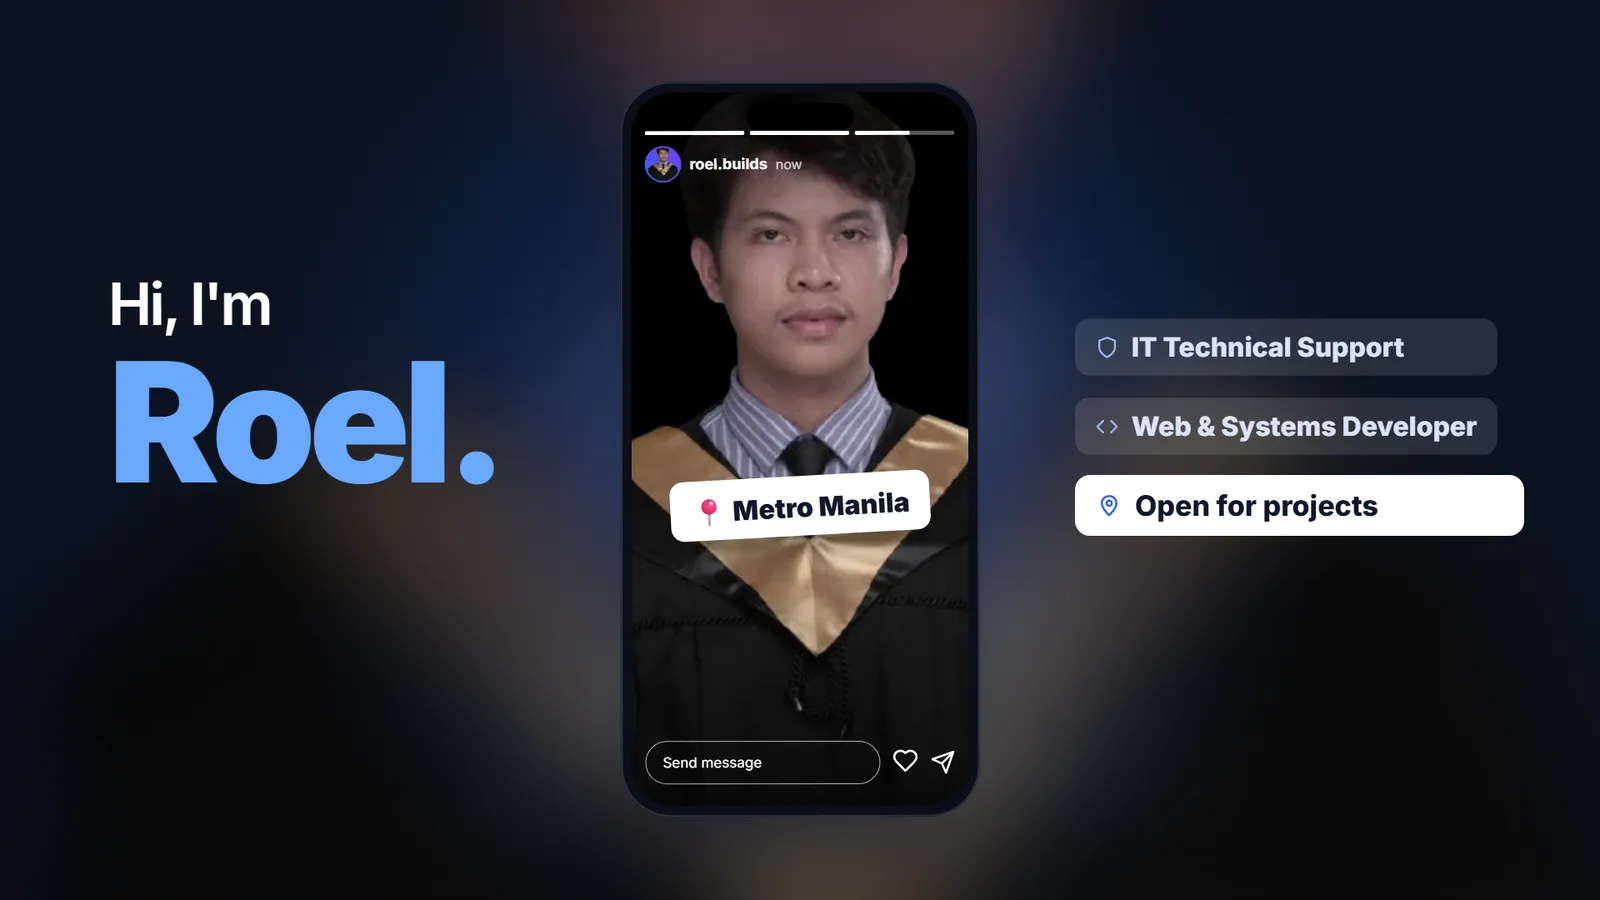 Hi, I'm
Roel.
roel.builds now
📍 Metro Manila
Send message
IT Technical Support
Web & Systems Developer
Open for projects